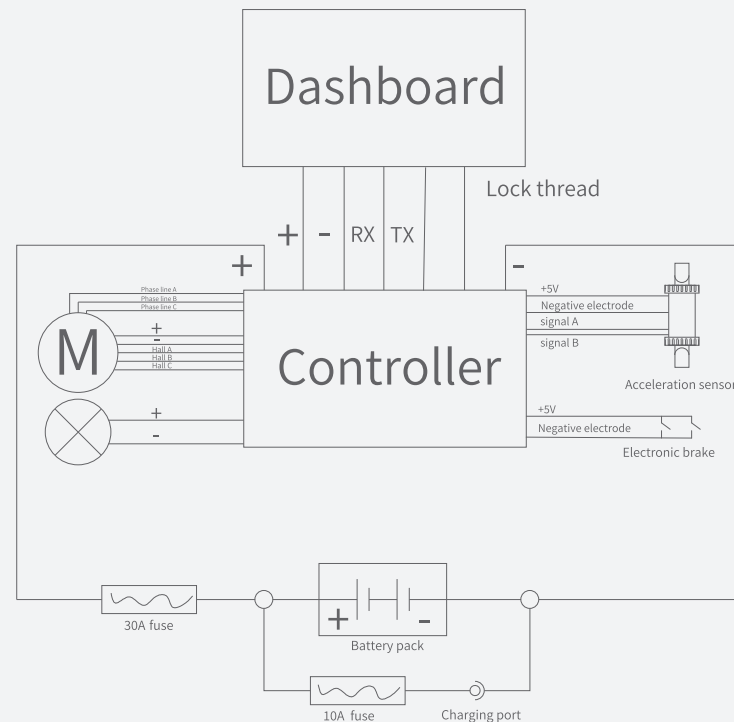 Dashboard
Lock thread
+ - RX TX
+
-
Phase line A
Phase line B
Phase line C
M
+
-
Hall A
Hall B
Hall C
+
-
Controller
+5V
Negative electrode
signal A
signal B
Acceleration sensor
+5V
Negative electrode
Electronic brake
30A fuse
+ -
Battery pack
10A fuse
Charging port